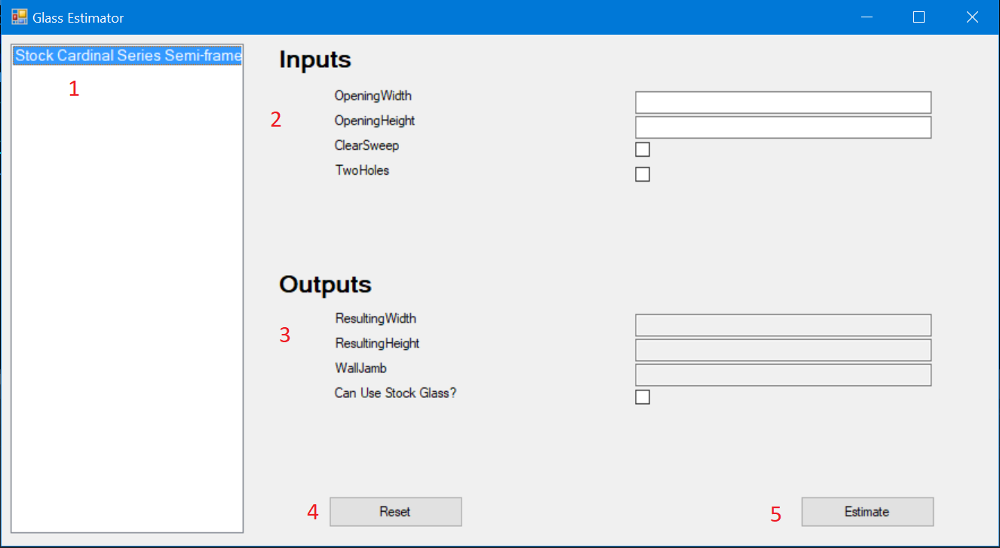 Glass Estimator
Stock Cardinal Series Semi-frame
1
Inputs
2
OpeningWidth
OpeningHeight
ClearSweep
TwoHoles
Outputs
3
ResultingWidth
ResultingHeight
WallJamb
Can Use Stock Glass?
4 Reset 5 Estimate